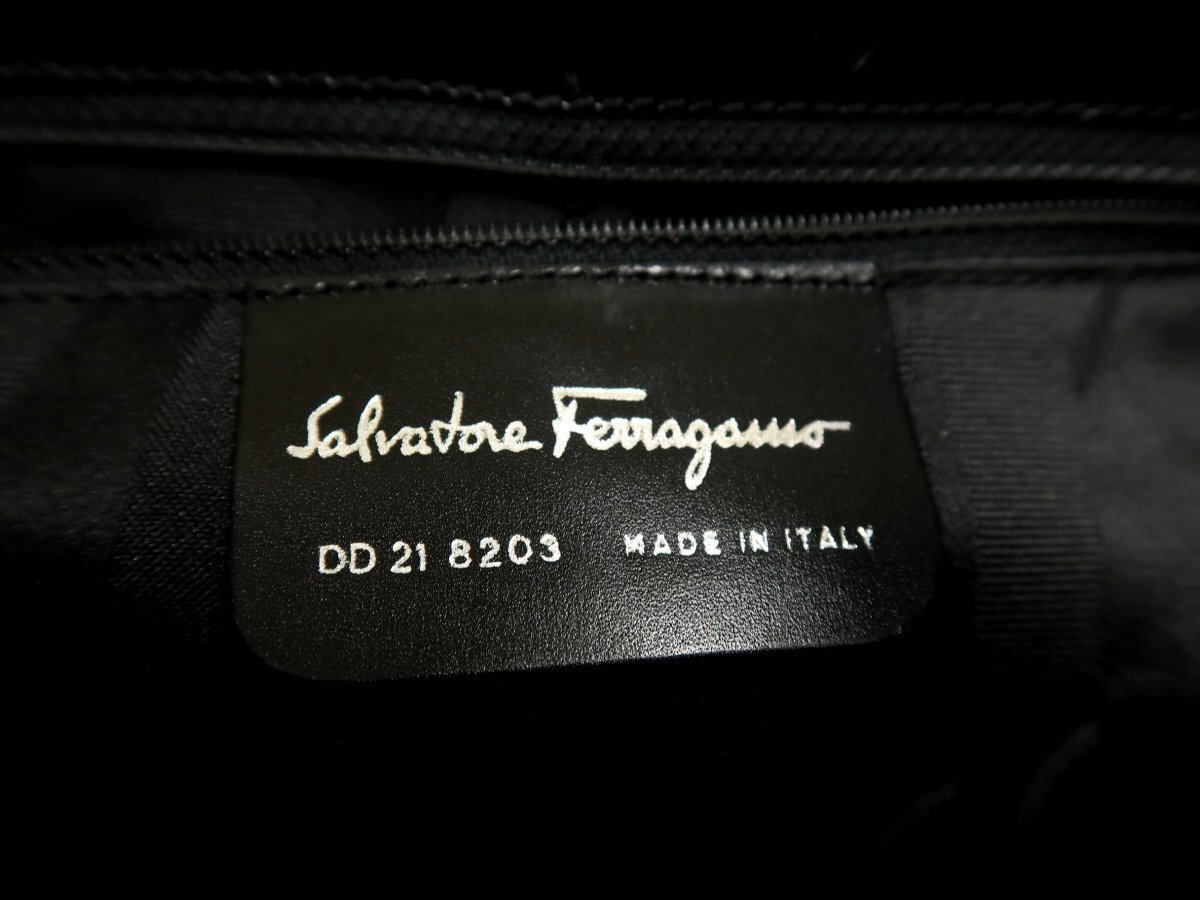 Salvatore Ferragamo
DD 21 8203 MADE IN ITALY